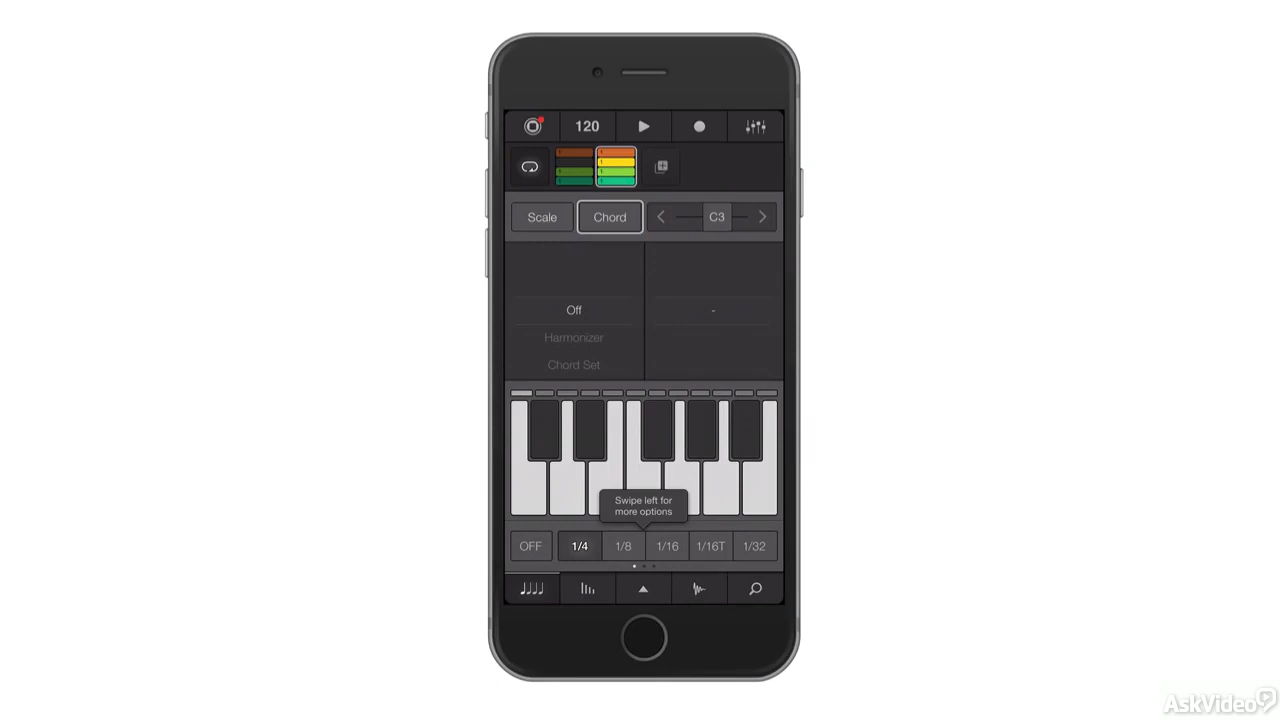 120
Scale
Chord
C3
Off
-
Harmonizer
Chord Set
Swipe left for
more options
OFF
1/4
1/8
1/16
1/16T
1/32
AskVideo